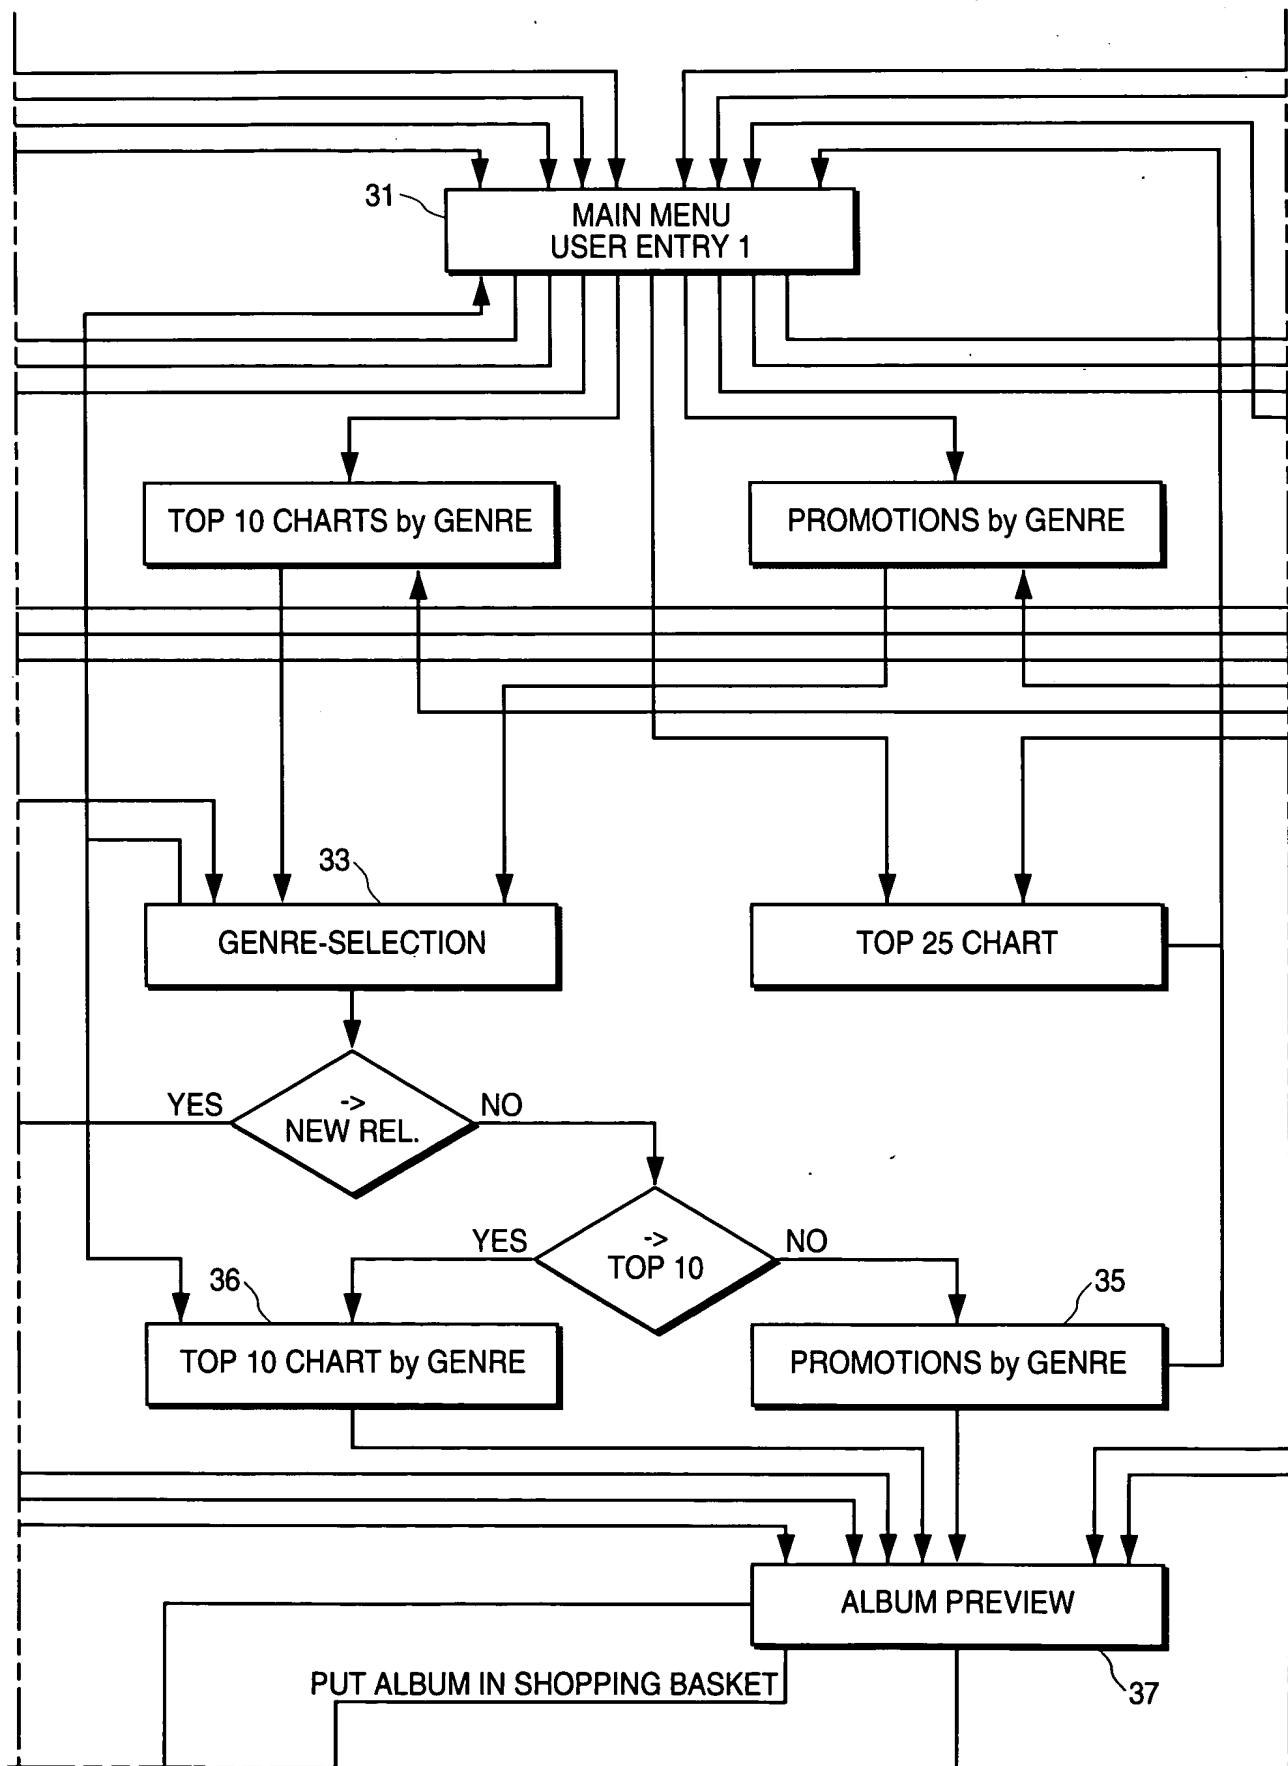 31
MAIN MENU
USER ENTRY 1
TOP 10 CHARTS by GENRE
PROMOTIONS by GENRE
33
GENRE-SELECTION
TOP 25 CHART
YES
->
NEW REL.
NO
YES
->
TOP 10
NO
36
35
TOP 10 CHART by GENRE
PROMOTIONS by GENRE
ALBUM PREVIEW
PUT ALBUM IN SHOPPING BASKET
37